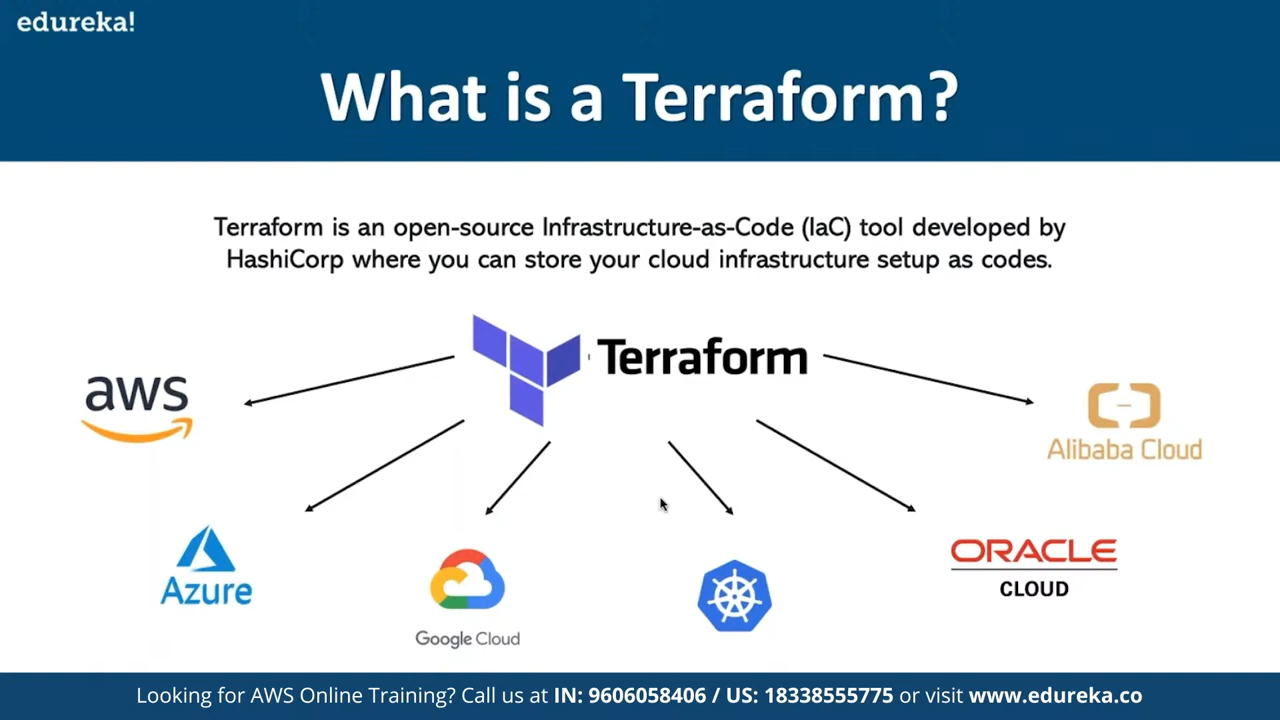 edureka!
What is a Terraform?
Terraform is an open-source Infrastructure-as-Code (IaC) tool developed by
HashiCorp where you can store your cloud infrastructure setup as codes.
Terraform
aws
Alibaba Cloud
Azure
Google Cloud
ORACLE
CLOUD
Looking for AWS Online Training? Call us at IN: 9606058406 / US: 18338555775 or visit www.edureka.co